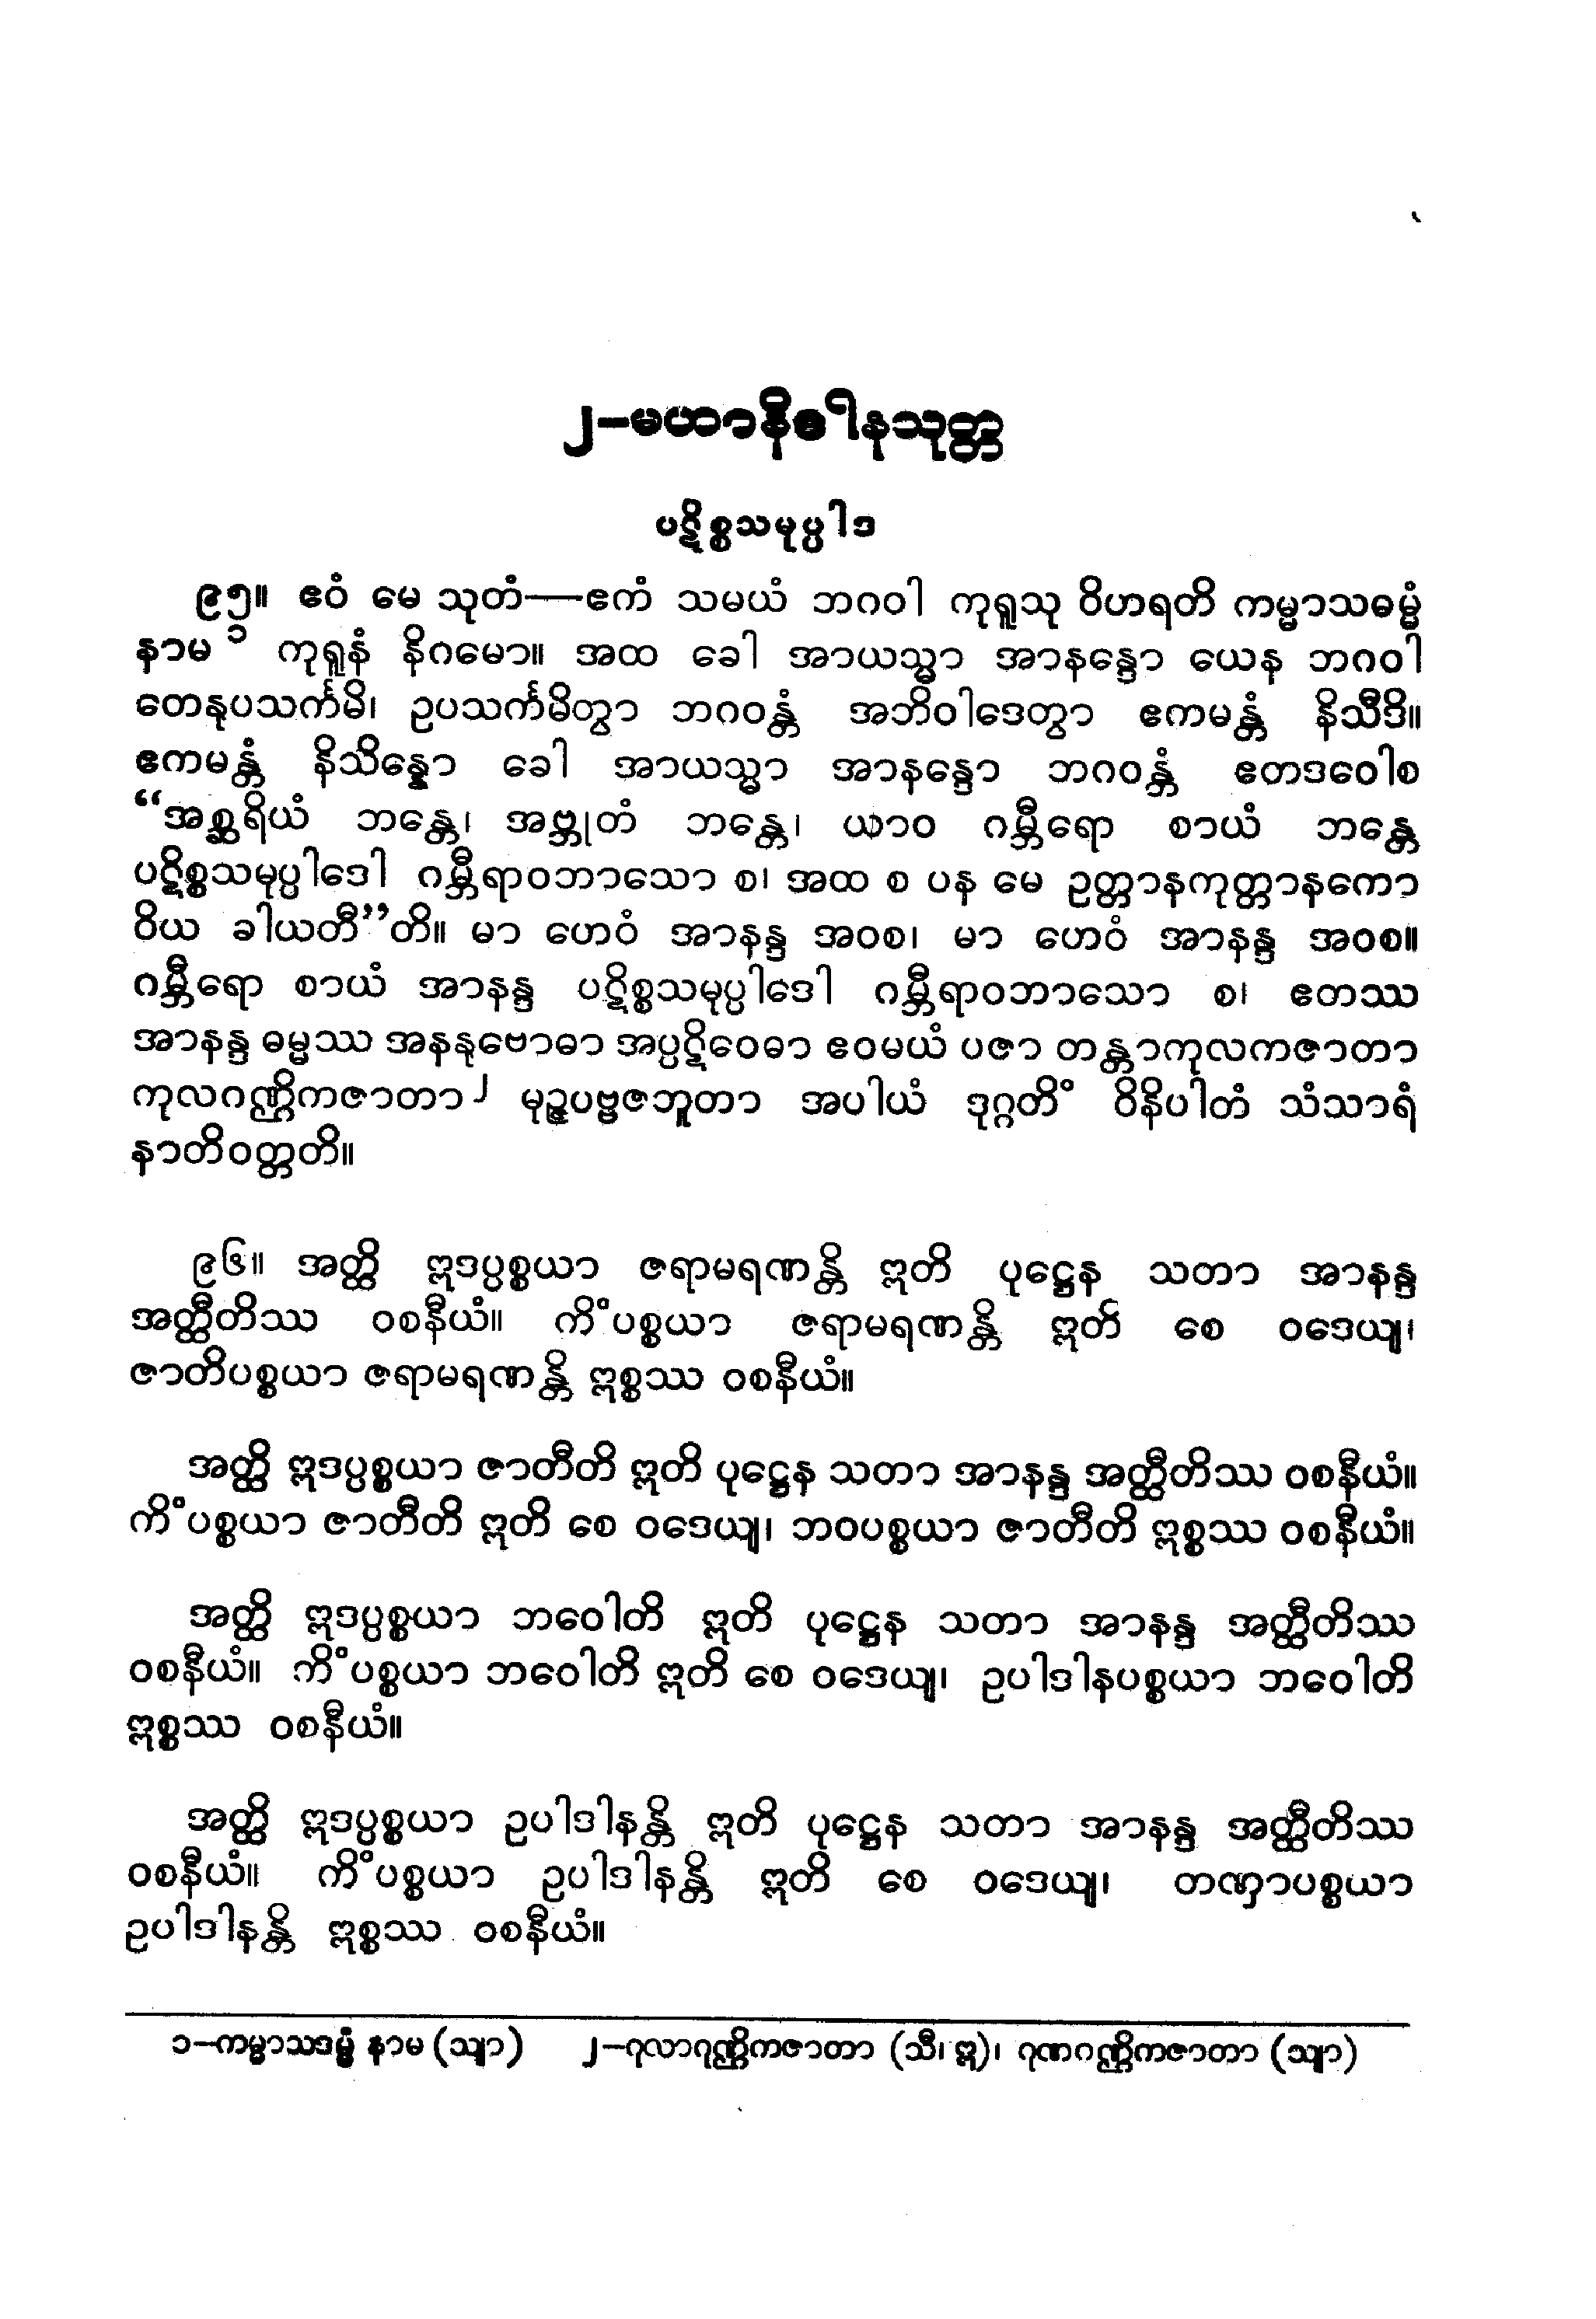 ၂–မဟာနိဒါနသုတ္တ
ပဋိစ္စသမုပ္ပါဒ
၉၅။ ဧဝံ မေ သုတံ—ဧကံ သမယံ ဘဂဝါ ကုရူသု ဝိဟရတိ ကမ္မာသဓမ္မံ
နာမ ၁ ကုရူနံ နိဂမော။ အထ ခေါ အာယသ္မာ အာနန္ဒော ယေန ဘဂဝါ
တေနုပသင်္ကမိ၊ ဥပသင်္ကမိတွာ ဘဂဝန္တံ အဘိဝါဒေတွာ ဧကမန္တံ နိသီဒိ။
ဧကမန္တံ နိသိန္နော ခေါ အာယသ္မာ အာနန္ဒော ဘဂဝန္တံ ဧတဒဝေါစ
“အစ္ဆရိယံ ဘန္တေ၊ အဗ္ဘုတံ ဘန္တေ၊ ယာဝ ဂမ္ဘီရော စာယံ ဘန္တေ
ပဋိစ္စသမုပ္ပါဒေါ ဂမ္ဘီရာဝဘာသော စ၊ အထ စ ပန မေ ဥတ္တာနကုတ္တာနကော
ဝိယ ခါယတီ”တိ။ မာ ဟေဝံ အာနန္ဒ အဝစ၊ မာ ဟေဝံ အာနန္ဒ အဝစ။
ဂမ္ဘီရော စာယံ အာနန္ဒ ပဋိစ္စသမုပ္ပါဒေါ ဂမ္ဘီရာဝဘာသော စ၊ ဧတဿ
အာနန္ဒ ဓမ္မဿ အနနုဗောဓာ အပ္ပဋိဝေဓာ ဧဝမယံ ပဇာ တန္တာကုလကဇာတာ
ကုလဂဏ္ဌိကဇာတာ ၂ မုဉ္ဇပဗ္ဗဇဘူတာ အပါယံ ဒုဂ္ဂတိံ ဝိနိပါတံ သံသာရံ
နာတိဝတ္တတိ။
၉၆။ အတ္ထိ ဣဒပ္ပစ္စယာ ဇရာမရဏန္တိ ဣတိ ပုဋ္ဌေန သတာ အာနန္ဒ
အတ္ထီတိဿ ဝစနီယံ။ ကိံပစ္စယာ ဇရာမရဏန္တိ ဣတိ စေ ဝဒေယျ၊
ဇာတိပစ္စယာ ဇရာမရဏန္တိ ဣစ္စဿ ဝစနီယံ။
အတ္ထိ ဣဒပ္ပစ္စယာ ဇာတီတိ ဣတိ ပုဋ္ဌေန သတာ အာနန္ဒ အတ္ထီတိဿ ဝစနီယံ။
ကိံပစ္စယာ ဇာတီတိ ဣတိ စေ ဝဒေယျ၊ ဘဝပစ္စယာ ဇာတီတိ ဣစ္စဿ ဝစနီယံ။
အတ္ထိ ဣဒပ္ပစ္စယာ ဘဝေါတိ ဣတိ ပုဋ္ဌေန သတာ အာနန္ဒ အတ္ထီတိဿ
ဝစနီယံ။ ကိံပစ္စယာ ဘဝေါတိ ဣတိ စေ ဝဒေယျ၊ ဥပါဒါနပစ္စယာ ဘဝေါတိ
ဣစ္စဿ ဝစနီယံ။
အတ္ထိ ဣဒပ္ပစ္စယာ ဥပါဒါနန္တိ ဣတိ ပုဋ္ဌေန သတာ အာနန္ဒ အတ္ထီတိဿ
ဝစနီယံ။ ကိံပစ္စယာ ဥပါဒါနန္တိ ဣတိ စေ ဝဒေယျ၊ တဏှာပစ္စယာ
ဥပါဒါနန္တိ ဣစ္စဿ ဝစနီယံ။
၁–ကမ္မာသဒမ္မံ နာမ (သျာ) ၂–ဂုလာဂုဏ္ဌိကဇာတာ (သီ၊ ဣ)၊ ဂုဏဂဏ္ဌိကဇာတာ (သျာ)